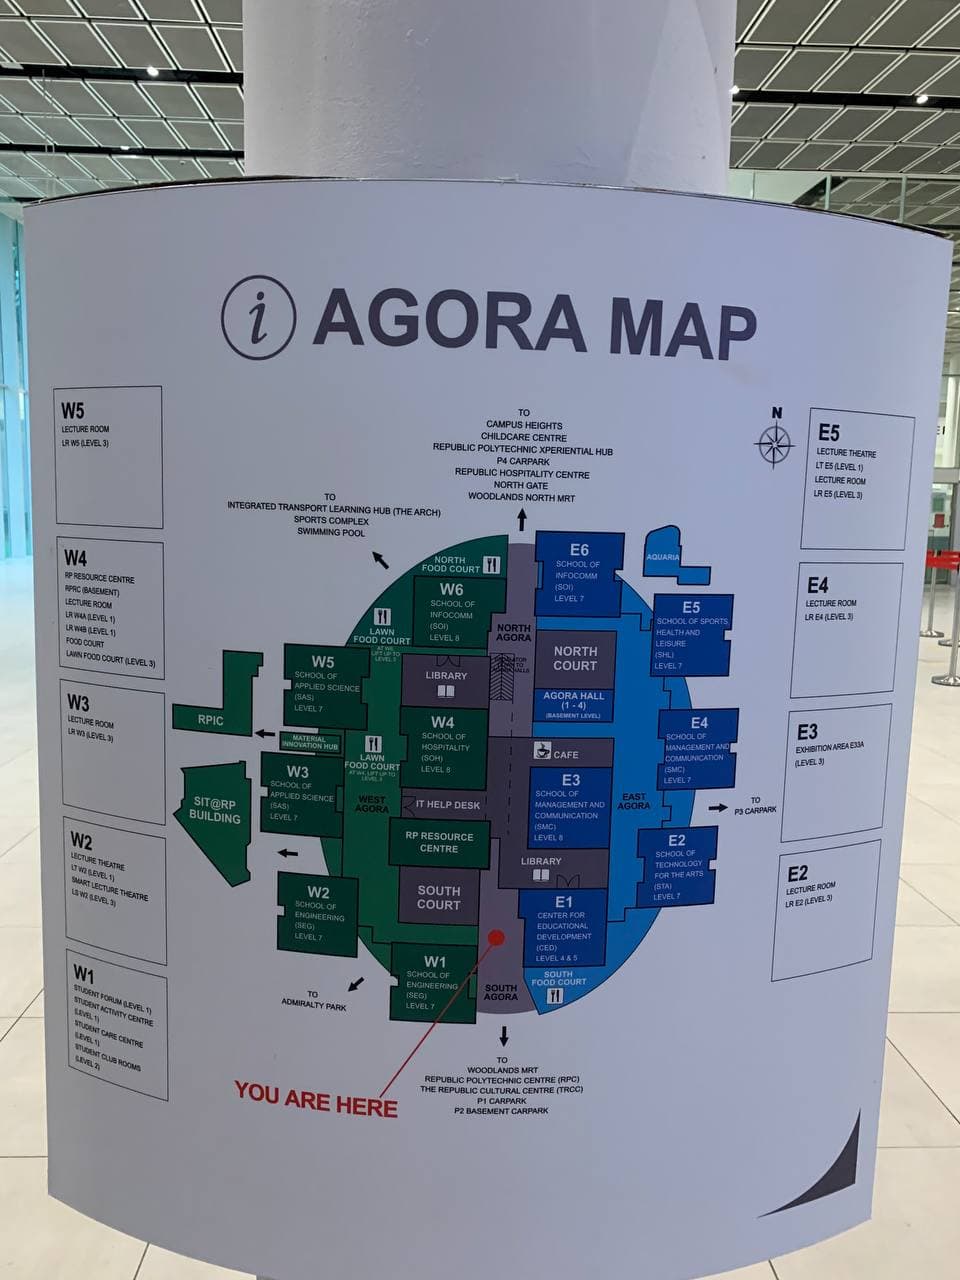 i AGORA MAP
W5
LECTURE ROOM
LR W5 (LEVEL 3)
W4
RP RESOURCE CENTRE
RPRC (BASEMENT)
LECTURE ROOM
LR W4A (LEVEL 1)
LR W4B (LEVEL 1)
FOOD COURT
LAWN FOOD COURT (LEVEL 3)
W3
LECTURE ROOM
LR W3 (LEVEL 3)
W2
LECTURE THEATRE
LT W2 (LEVEL 1)
SMART LECTURE THEATRE
LS W2 (LEVEL 3)
W1
STUDENT FORUM (LEVEL 1)
STUDENT ACTIVITY CENTRE
(LEVEL 1)
STUDENT CARE CENTRE
(LEVEL 1)
STUDENT CLUB ROOMS
(LEVEL 2)
TO
CAMPUS HEIGHTS
CHILDCARE CENTRE
REPUBLIC POLYTECHNIC XPERIENTIAL HUB
P4 CARPARK
REPUBLIC HOSPITALITY CENTRE
NORTH GATE
WOODLANDS NORTH MRT
TO
INTEGRATED TRANSPORT LEARNING HUB (THE ARCH)
SPORTS COMPLEX
SWIMMING POOL
N
NORTH
FOOD COURT
W6
SCHOOL OF
INFOCOMM
(SOI)
LEVEL 8
E6
SCHOOL OF
INFOCOMM
(SOI)
LEVEL 7
AQUARIA
LAWN
FOOD COURT
AT W6, LIFT UP TO
LEVEL 3
NORTH
AGORA
NORTH
COURT
E5
SCHOOL OF SPORTS,
HEALTH AND
LEISURE
(SHL)
LEVEL 7
W5
SCHOOL OF
APPLIED SCIENCE
(SAS)
LEVEL 7
LIBRARY
AGORA HALL
(1 - 4)
(BASEMENT LEVEL)
RPIC
MATERIAL
INNOVATION HUB
W4
SCHOOL OF
HOSPITALITY
(SOH)
LEVEL 8
LAWN
FOOD COURT
AT W4, LIFT UP TO
LEVEL 3
CAFE
E4
SCHOOL OF
MANAGEMENT AND
COMMUNICATION
(SMC)
LEVEL 7
W3
SCHOOL OF
APPLIED SCIENCE
(SAS)
LEVEL 7
SIT@RP
BUILDING
WEST
AGORA
IT HELP DESK
E3
SCHOOL OF
MANAGEMENT AND
COMMUNICATION
(SMC)
LEVEL 8
EAST
AGORA
TO
P3 CARPARK
RP RESOURCE
CENTRE
LIBRARY
E2
SCHOOL OF
TECHNOLOGY
FOR THE ARTS
(STA)
LEVEL 7
W2
SCHOOL OF
ENGINEERING
(SEG)
LEVEL 7
SOUTH
COURT
E1
CENTER FOR
EDUCATIONAL
DEVELOPMENT
(CED)
LEVEL 4 & 5
W1
SCHOOL OF
ENGINEERING
(SEG)
LEVEL 7
SOUTH
AGORA
SOUTH
FOOD COURT
TO
ADMIRALTY PARK
YOU ARE HERE
TO
WOODLANDS MRT
REPUBLIC POLYTECHNIC CENTRE (RPC)
THE REPUBLIC CULTURAL CENTRE (TRCC)
P1 CARPARK
P2 BASEMENT CARPARK
E5
LECTURE THEATRE
LT E5 (LEVEL 1)
LECTURE ROOM
LR E5 (LEVEL 3)
E4
LECTURE ROOM
LR E4 (LEVEL 3)
E3
EXHIBITION AREA E33A
(LEVEL 3)
E2
LECTURE ROOM
LR E2 (LEVEL 3)